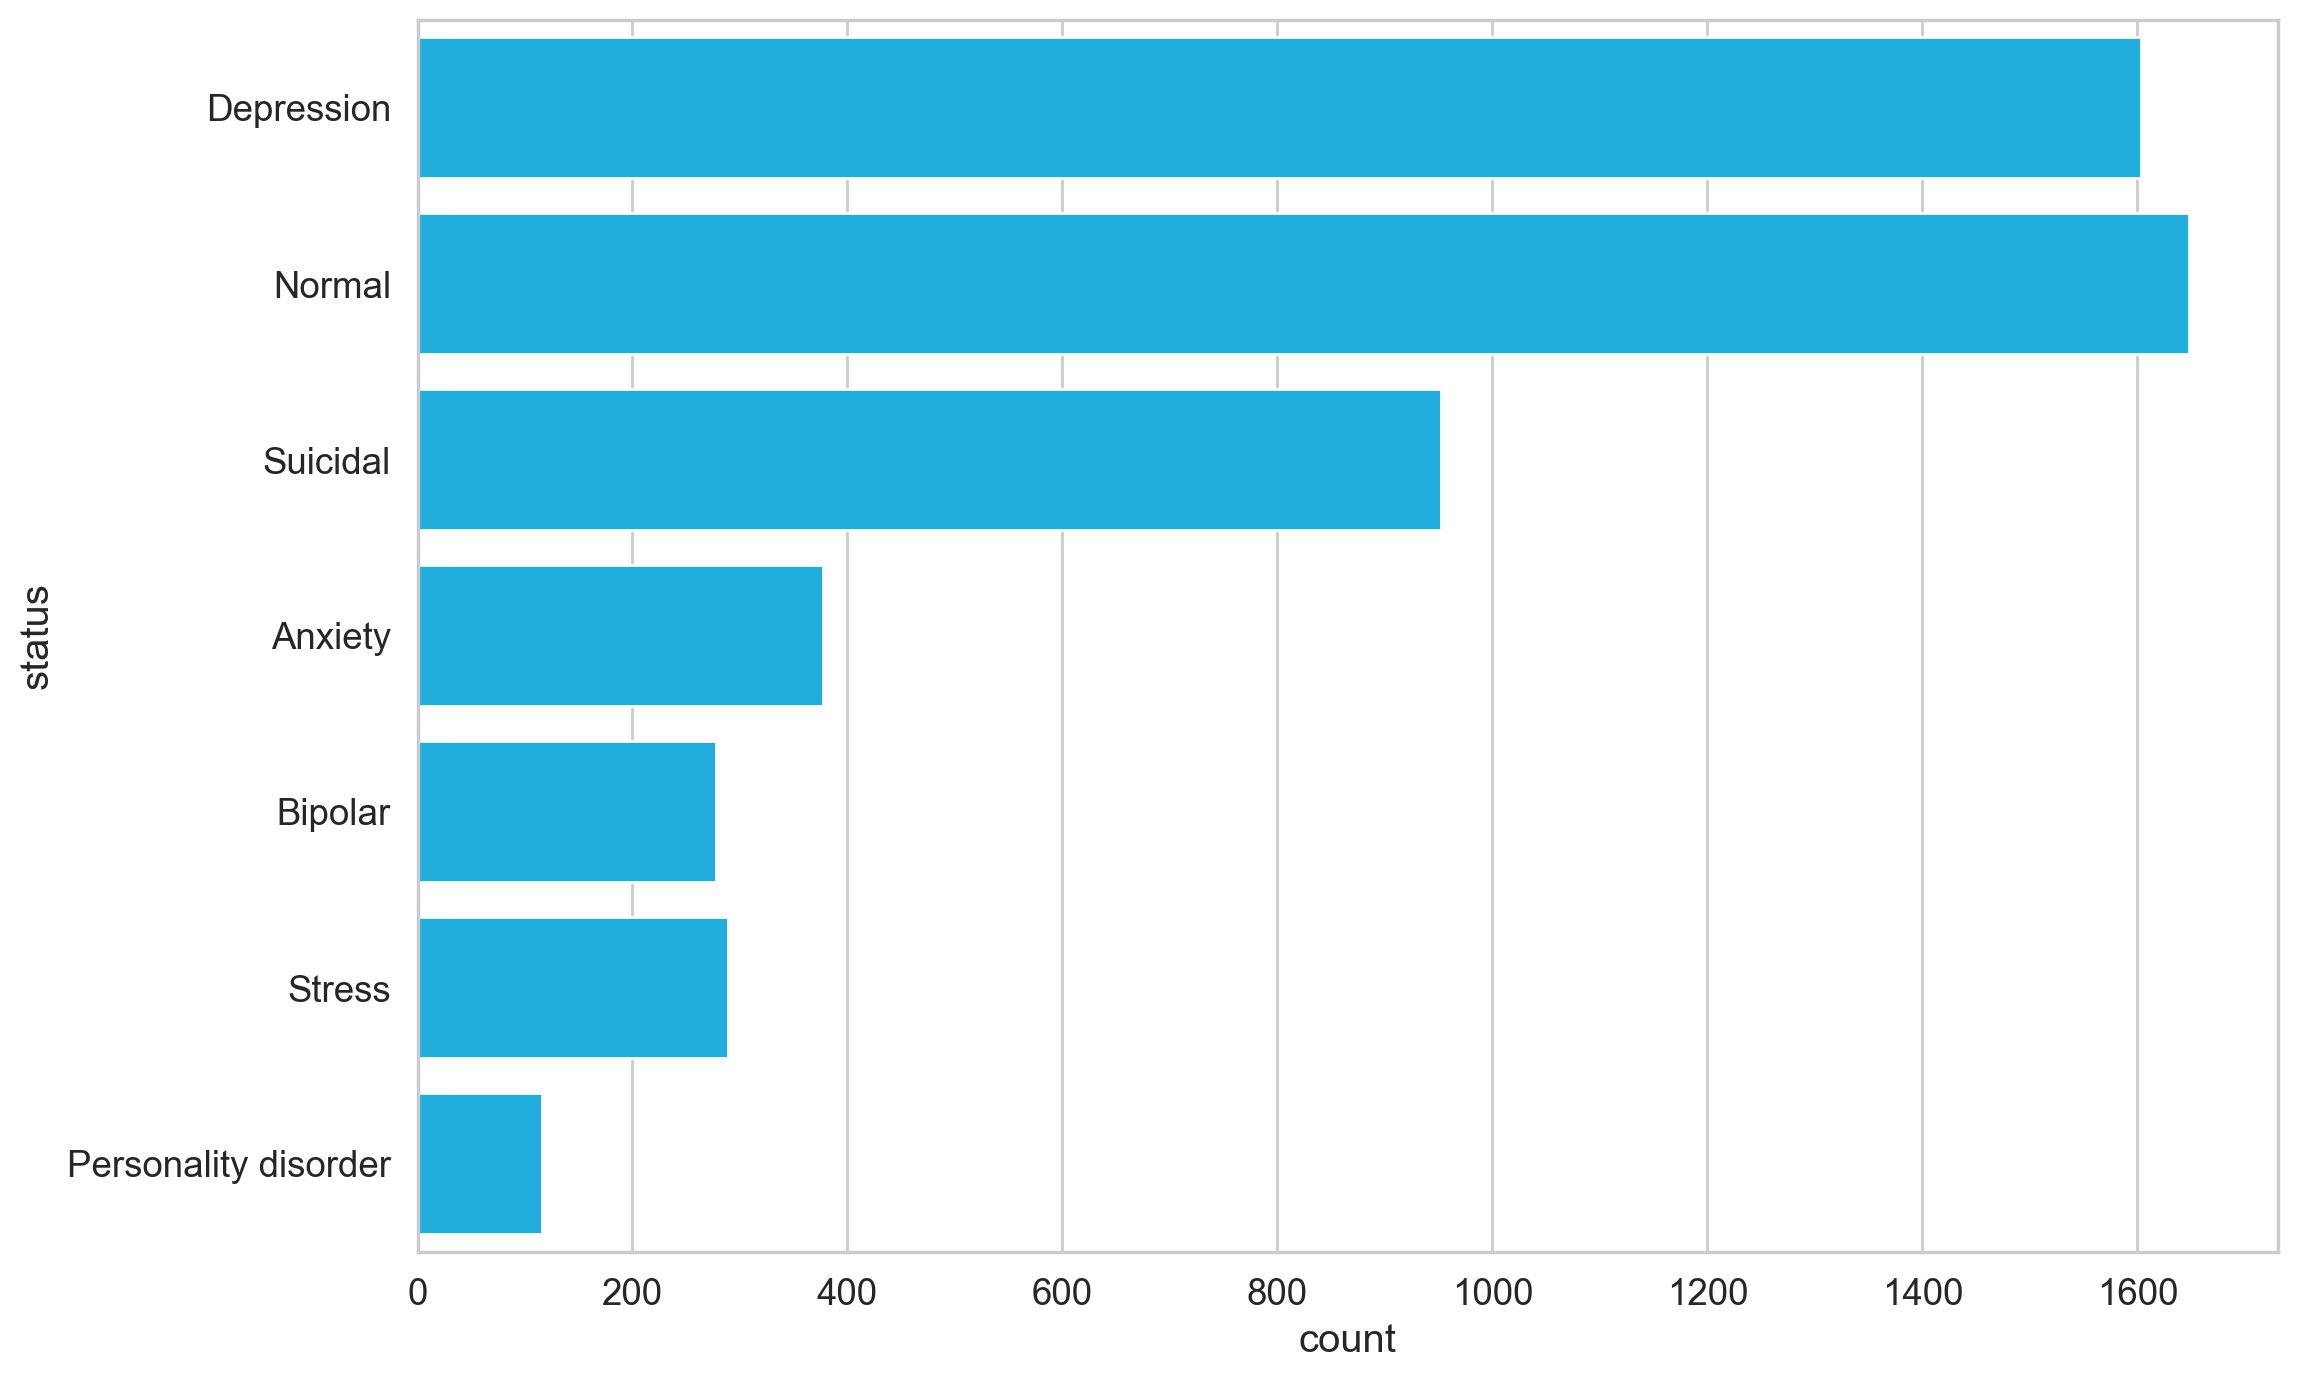 status
Depression
Normal
Suicidal
Anxiety
Bipolar
Stress
Personality disorder
0 200 400 600 800 1000 1200 1400 1600
count